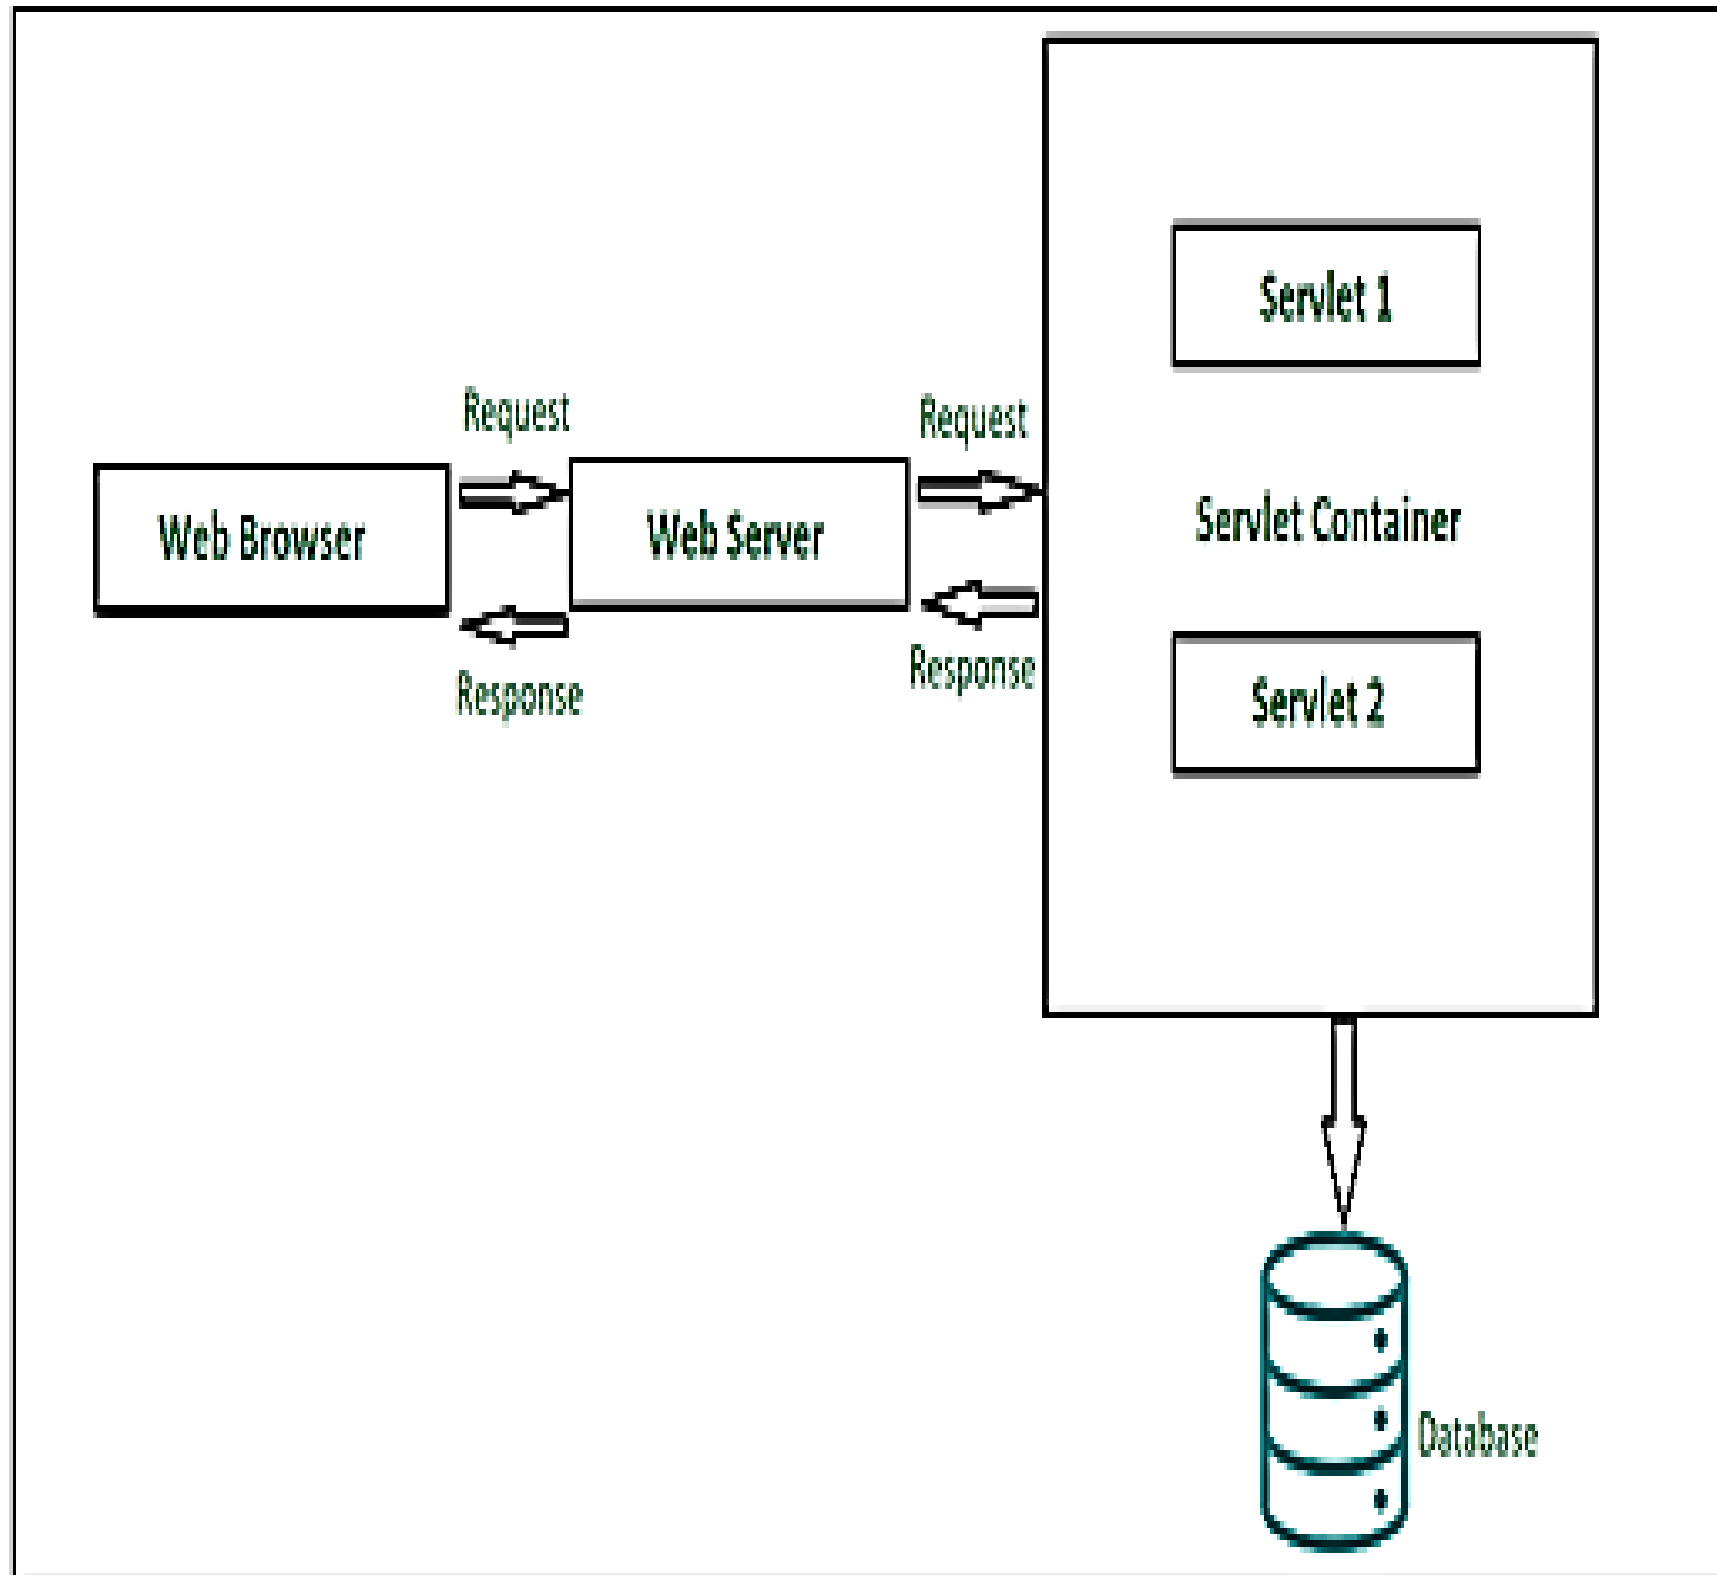 Servlet 1
Request
Request
Web Browser
Web Server
Servlet Container
Response
Response
Servlet 2
Database